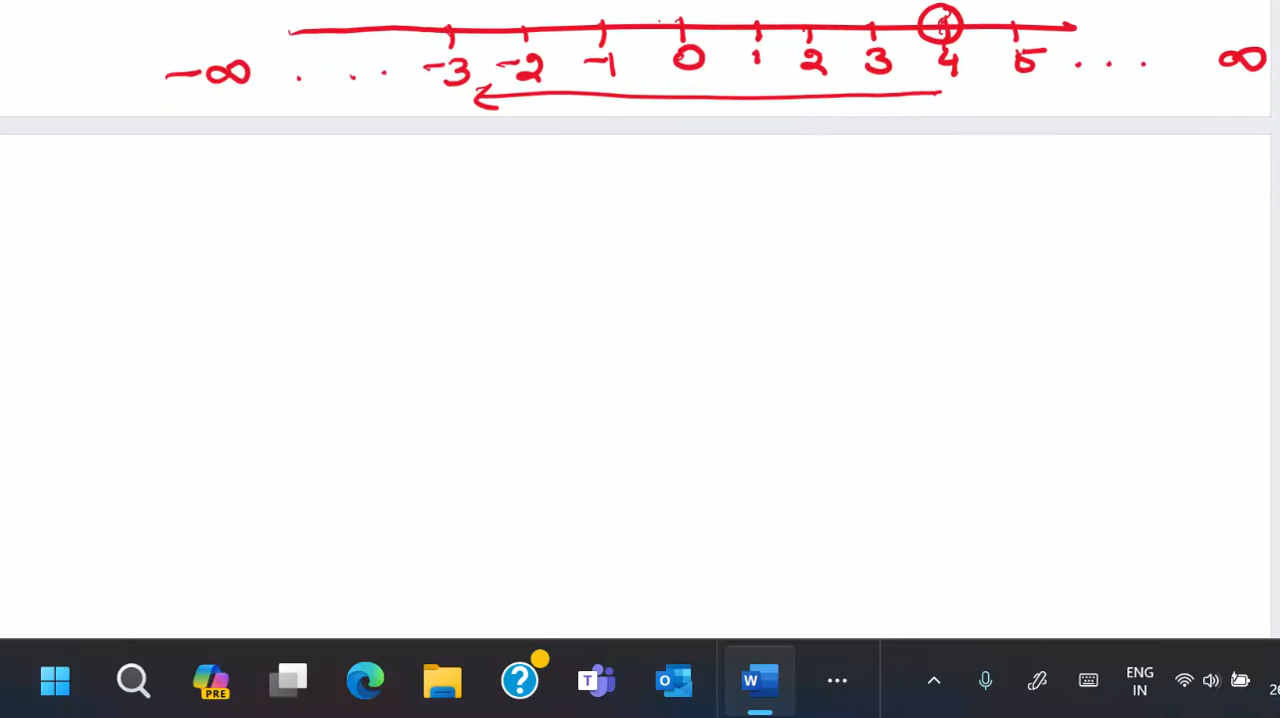 -∞ . . . -3 -2 -1 0 1 2 3 4 5 . . . ∞
PRE
?
T
O
W
...
ENG
IN